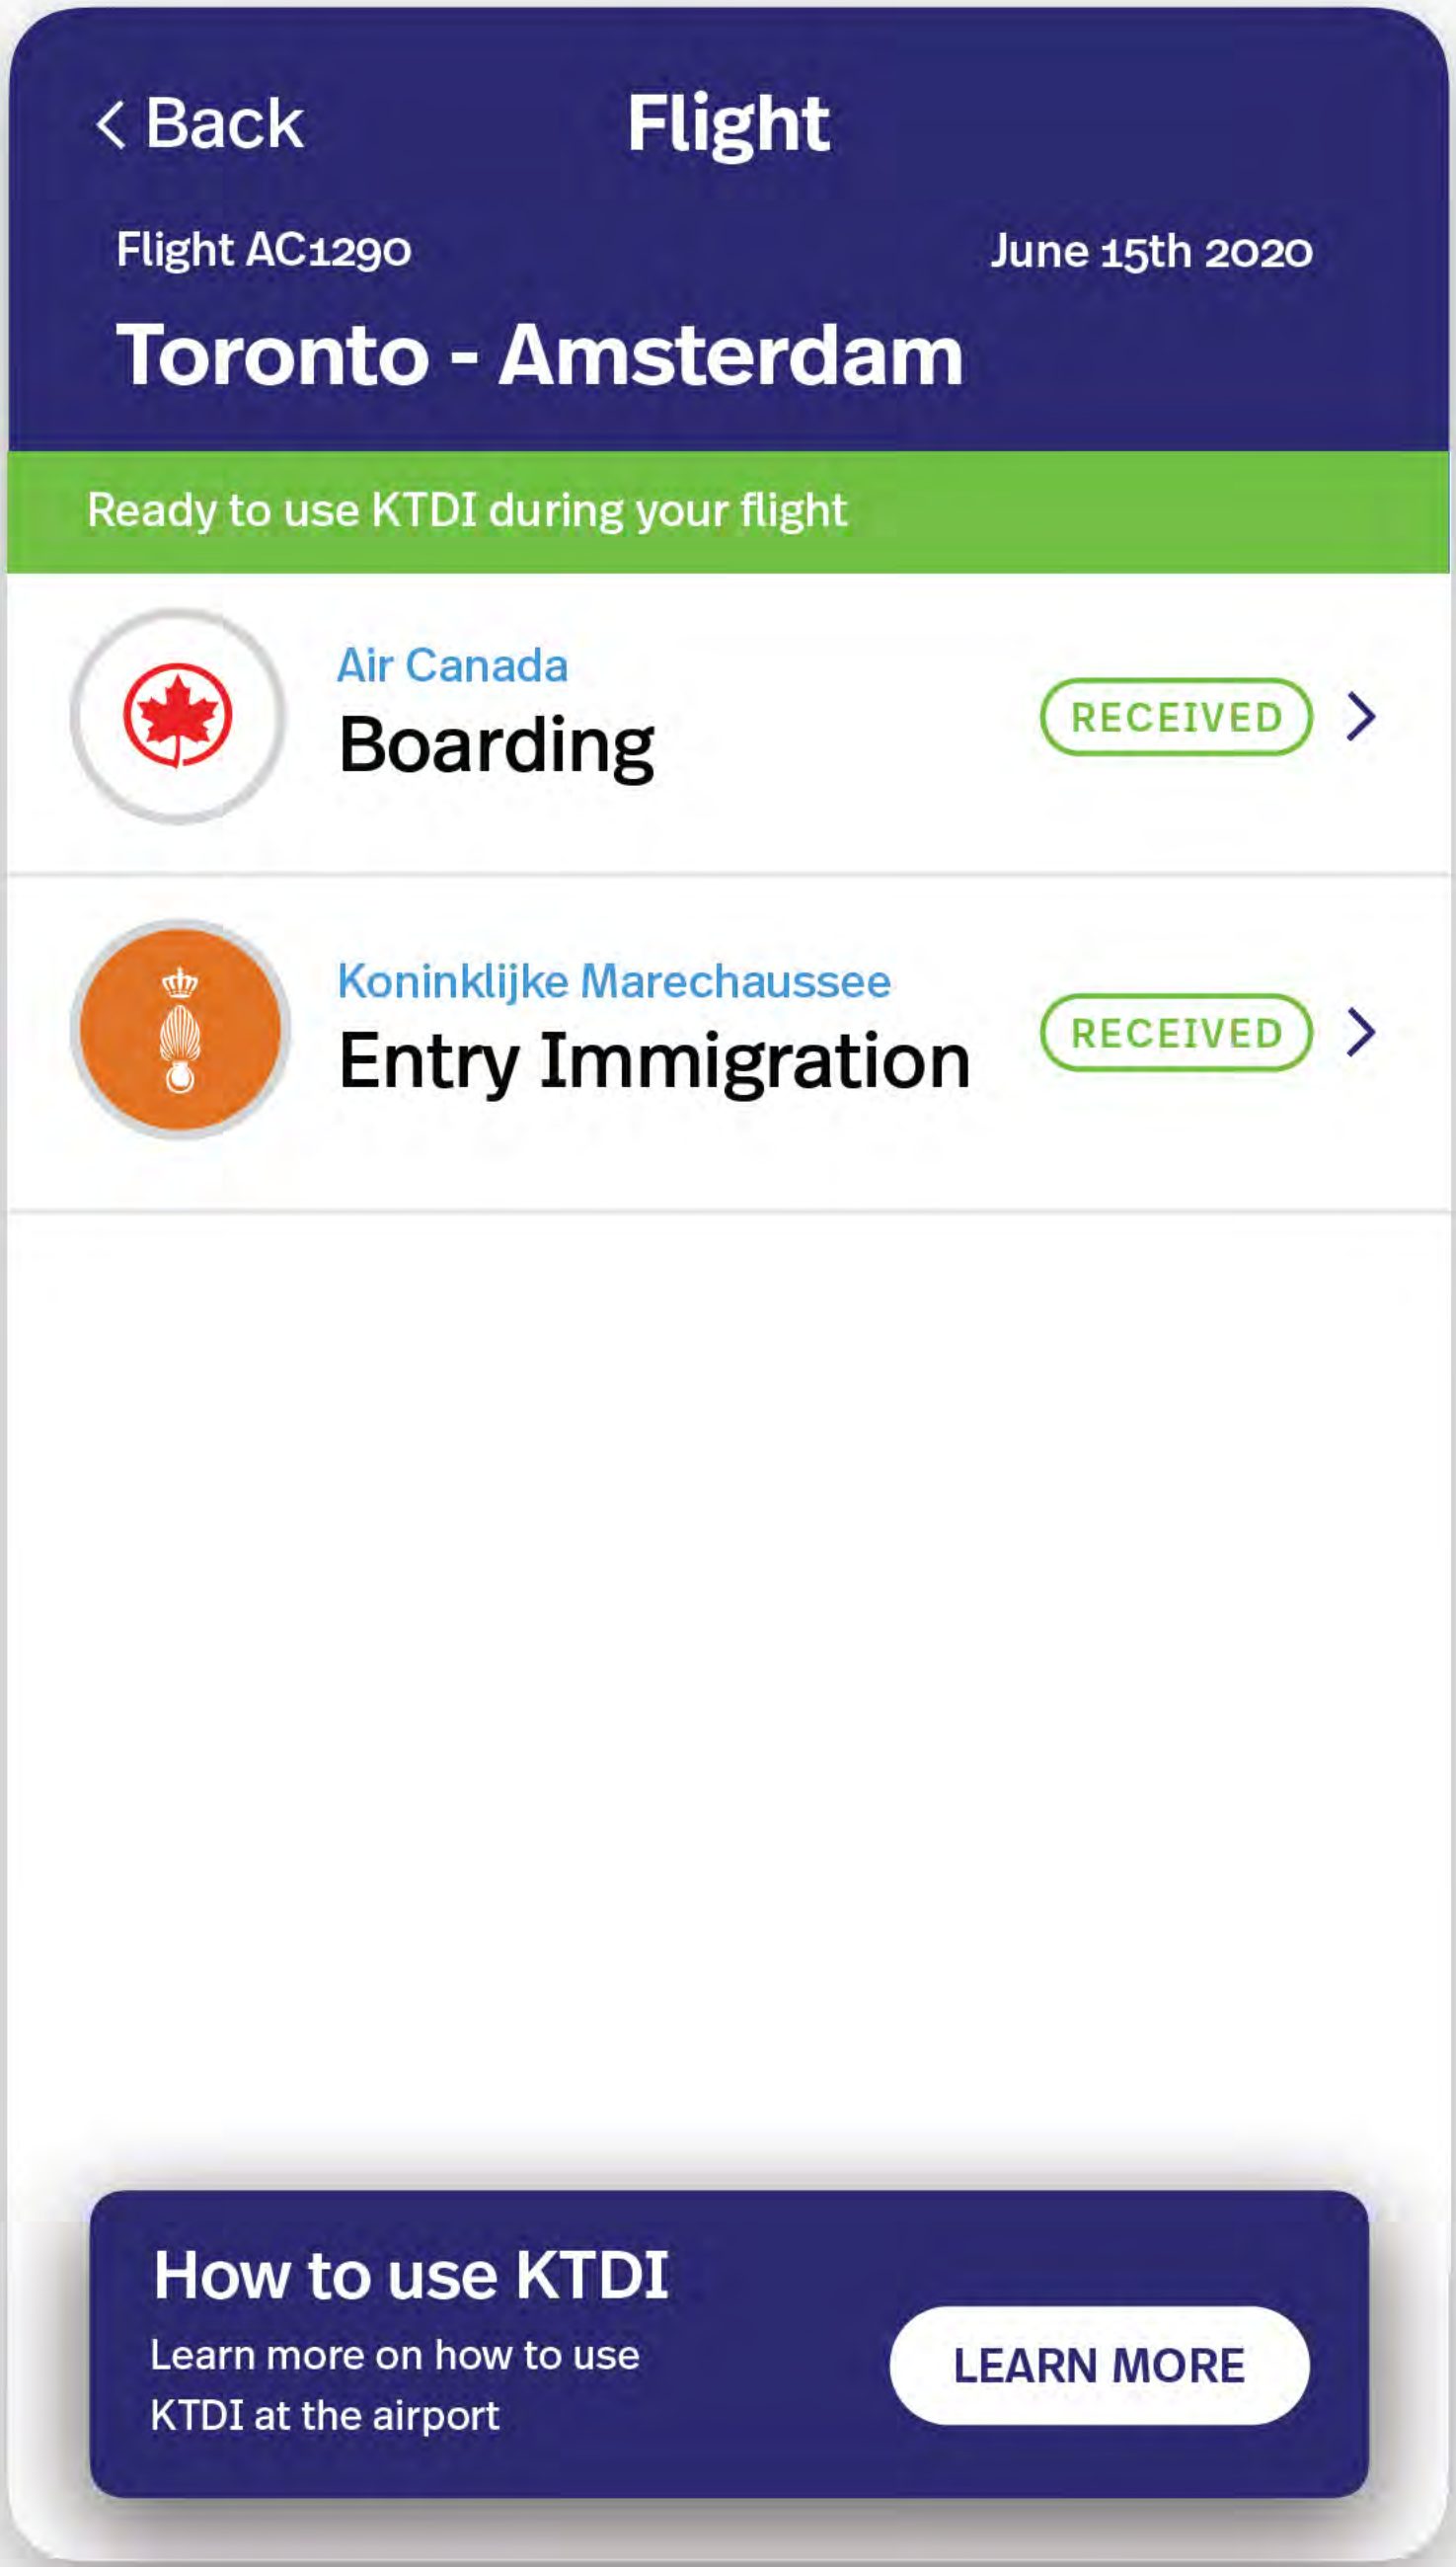 Back
Flight
Flight AC1290
June 15th 2020
Toronto - Amsterdam
Ready to use KTDI during your flight
Air Canada
Boarding
RECEIVED
Koninklijke Marechaussee
Entry Immigration
RECEIVED
How to use KTDI
Learn more on how to use
KTDI at the airport
LEARN MORE